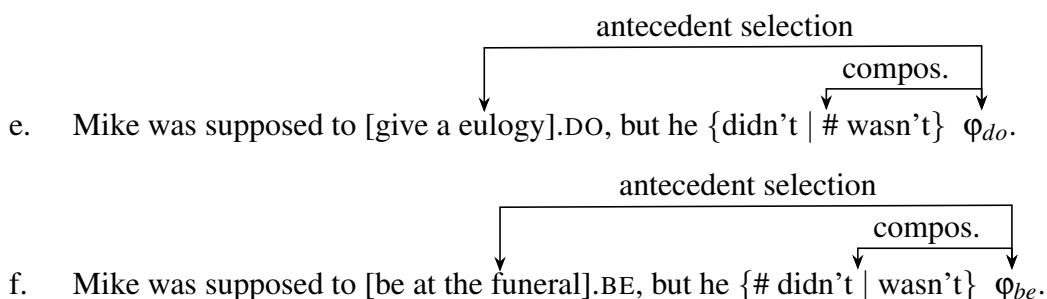 antecedent selection
compos.
e. Mike was supposed to [give a eulogy].DO, but he {didn't | # wasn't} φdo.
antecedent selection
compos.
f. Mike was supposed to [be at the funeral].BE, but he {# didn't | wasn't} φbe.